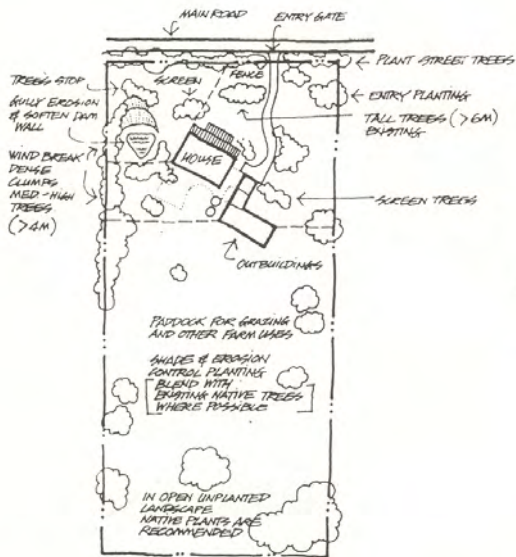 MAIN ROAD
ENTRY GATE
PLANT STREET TREES
TREES STOP
GULLY EROSION
& SOFTEN DAM
WALL
SCREEN
FENCE
ENTRY PLANTING
TALL TREES (>6M)
EXISTING
WIND BREAK
DENSE
CLUMPS
MED.-HIGH
TREES
(>4M)
HOUSE
SCREEN TREES
OUTBUILDINGS
PADDOCK FOR GRAZING
AND OTHER FARM USES
SHADE & EROSION
CONTROL PLANTING
BLEND WITH
EXISTING NATIVE TREES
WHERE POSSIBLE
IN OPEN UNPLANTED
LANDSCAPE
NATIVE PLANTS ARE
RECOMMENDED